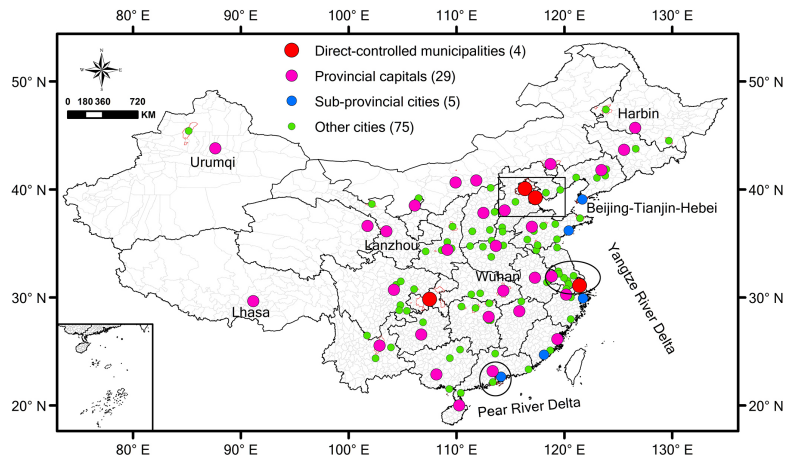 80° E 90° E 100° E 110° E 120° E 130° E
Direct-controlled municipalities (4)
Provincial capitals (29)
Sub-provincial cities (5)
Other cities (75)
0 180 360 720
KM
50° N 50° N
Harbin
Urumqi
40° N 40° N
Beijing-Tianjin-Hebei
Lanzhou
Wuhan
Yangtze River Delta
30° N 30° N
Lhasa
20° N 20° N
Pear River Delta
80° E 90° E 100° E 110° E 120° E 130° E